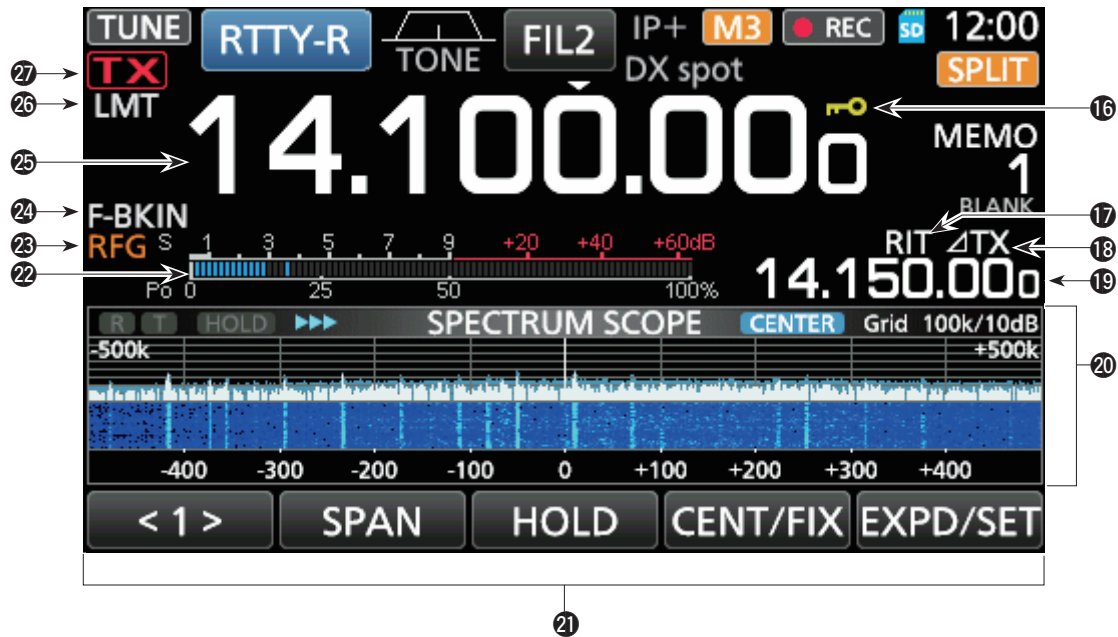 TUNE RTTY-R TONE FIL2 IP+ M3 REC SD 12:00
㉗ TX DX spot SPLIT
㉖ LMT
㉕ 14.100.000 ⑯
MEMO
1
BLANK
㉔ F-BKIN
㉓ RFG S 1 3 5 7 9 +20 +40 +60dB RIT ⊿TX ⑰ ⑱
㉒ 14.150.000 ⑲
Po 0 25 50 100%
R T HOLD SPECTRUM SCOPE CENTER Grid 100k/10dB
-500k +500k
⑳
-400 -300 -200 -100 0 +100 +200 +300 +400
< 1 > SPAN HOLD CENT/FIX EXPD/SET
㉑